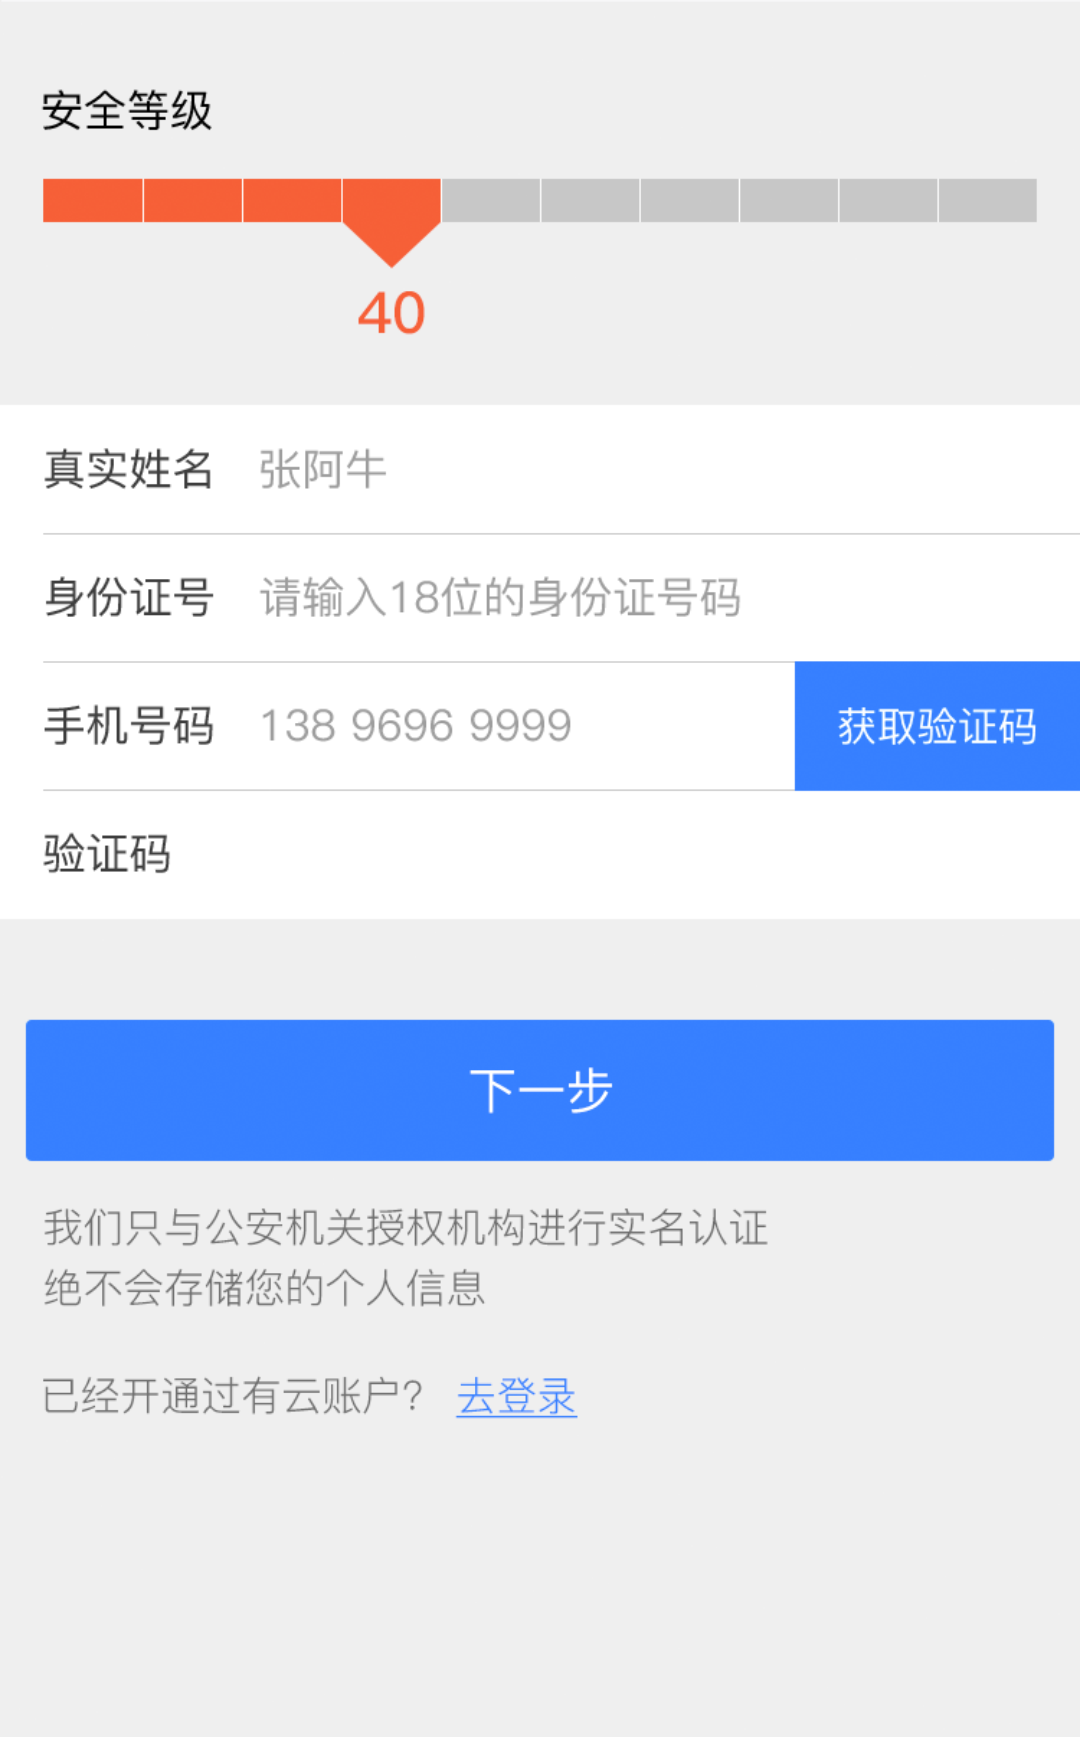 安全等级
40
真实姓名 张阿牛
身份证号 请输入18位的身份证号码
手机号码 138 9696 9999 获取验证码
验证码
下一步
我们只与公安机关授权机构进行实名认证
绝不会存储您的个人信息
已经开通过有云账户? 去登录